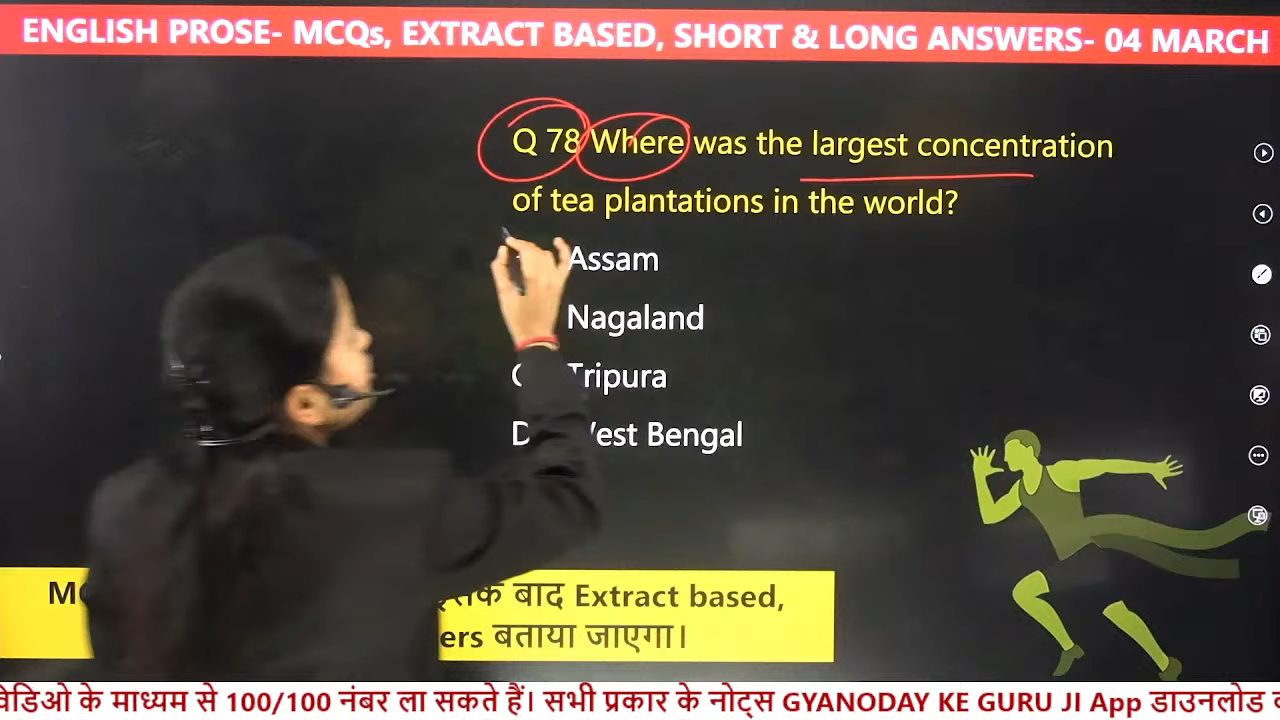 ENGLISH PROSE- MCQs, EXTRACT BASED, SHORT & LONG ANSWERS- 04 MARCH
Q 78 Where was the largest concentration
of tea plantations in the world?
Assam
Nagaland
Tripura
D West Bengal
बाद Extract based,
बताया जाएगा।
के माध्यम से 100/100 नंबर ला सकते हैं। सभी प्रकार के नोट्स GYANODAY KE GURU JI App डाउनलोड